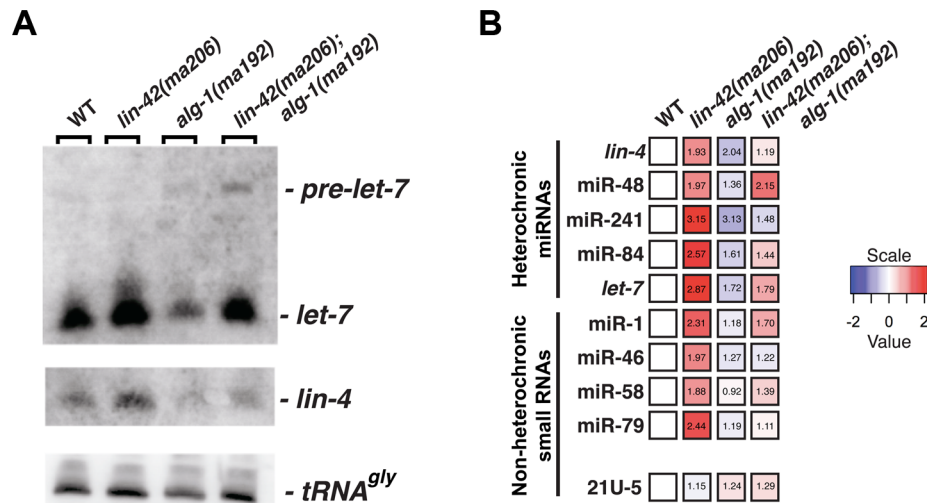 A
WT
lin-42(ma206)
alg-1(ma192)
lin-42(ma206);
alg-1(ma192)
- pre-let-7
- let-7
- lin-4
- tRNAgly
B
WT
lin-42(ma206)
alg-1(ma192)
lin-42(ma206);
alg-1(ma192)
Heterochronic
miRNAs
lin-4 1.93 2.04 1.19
miR-48 1.97 1.36 2.15
miR-241 3.15 3.13 1.48
miR-84 2.57 1.61 1.44
let-7 2.87 1.72 1.79
Non-heterochronic
small RNAs
miR-1 2.31 1.18 1.70
miR-46 1.97 1.27 1.22
miR-58 1.88 0.92 1.39
miR-79 2.44 1.19 1.11
21U-5 1.15 1.24 1.29
Scale
-2 0 2
Value